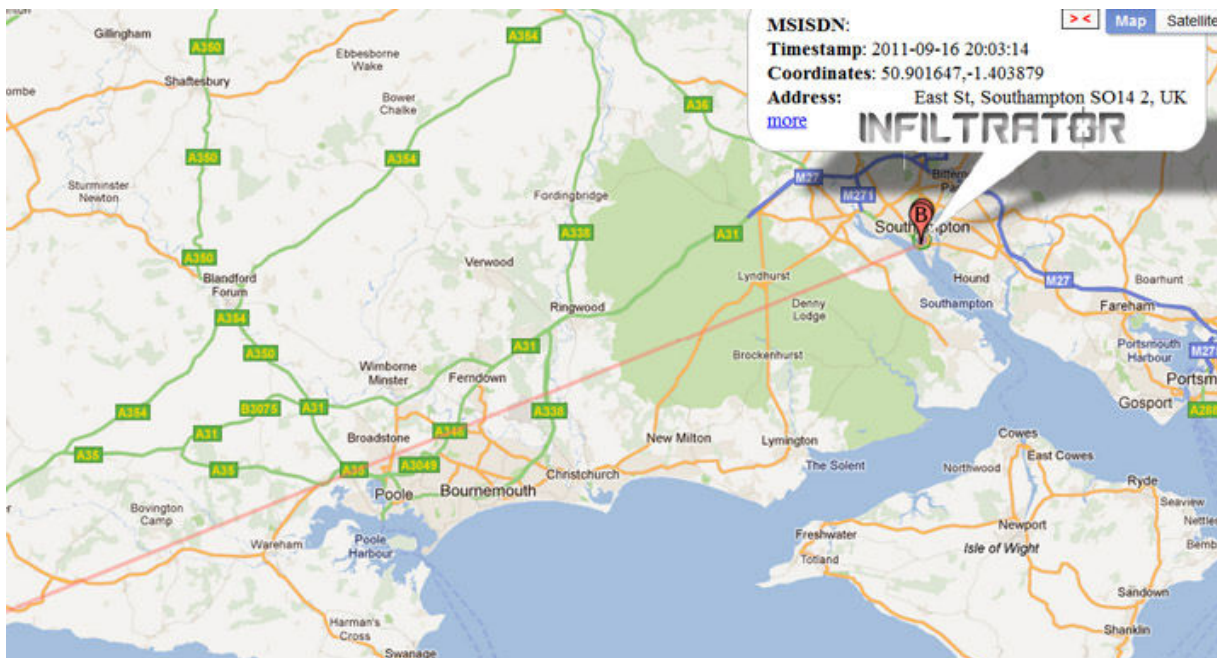 MSISDN:
Timestamp: 2011-09-16 20:03:14
Coordinates: 50.901647,-1.403879
Address: East St, Southampton SO14 2, UK
more
INFILTRATOR
> <
Map
Satellite
Gillingham
A350
A354
Ebbesborne
Wake
Shaftesbury
Bower
Chalke
A36
A350
A354
Sturminster
Newton
Fordingbridge
M27
M271
A338
A31
B
Southampton
A350
Verwood
Blandford
Forum
Lyndhurst
Hound
M27
Boarhunt
Ringwood
Denny
Lodge
Southampton
Fareham
A354
A350
A31
Brockenhurst
Portsmouth
Harbour
Wimborne
Minster
Ferndown
Gosport
A354
B3075
A31
A338
A31
Broadstone
A348
New Milton
Lymington
Cowes
A35
A35
A35
A3049
Christchurch
The Solent
Northwood
East Cowes
Poole
Bournemouth
Ryde
Bovington
Camp
Seaview
Newport
Wareham
Poole
Harbour
Freshwater
Totland
Isle of Wight
Sandown
Harman's
Cross
Shanklin
Swanage